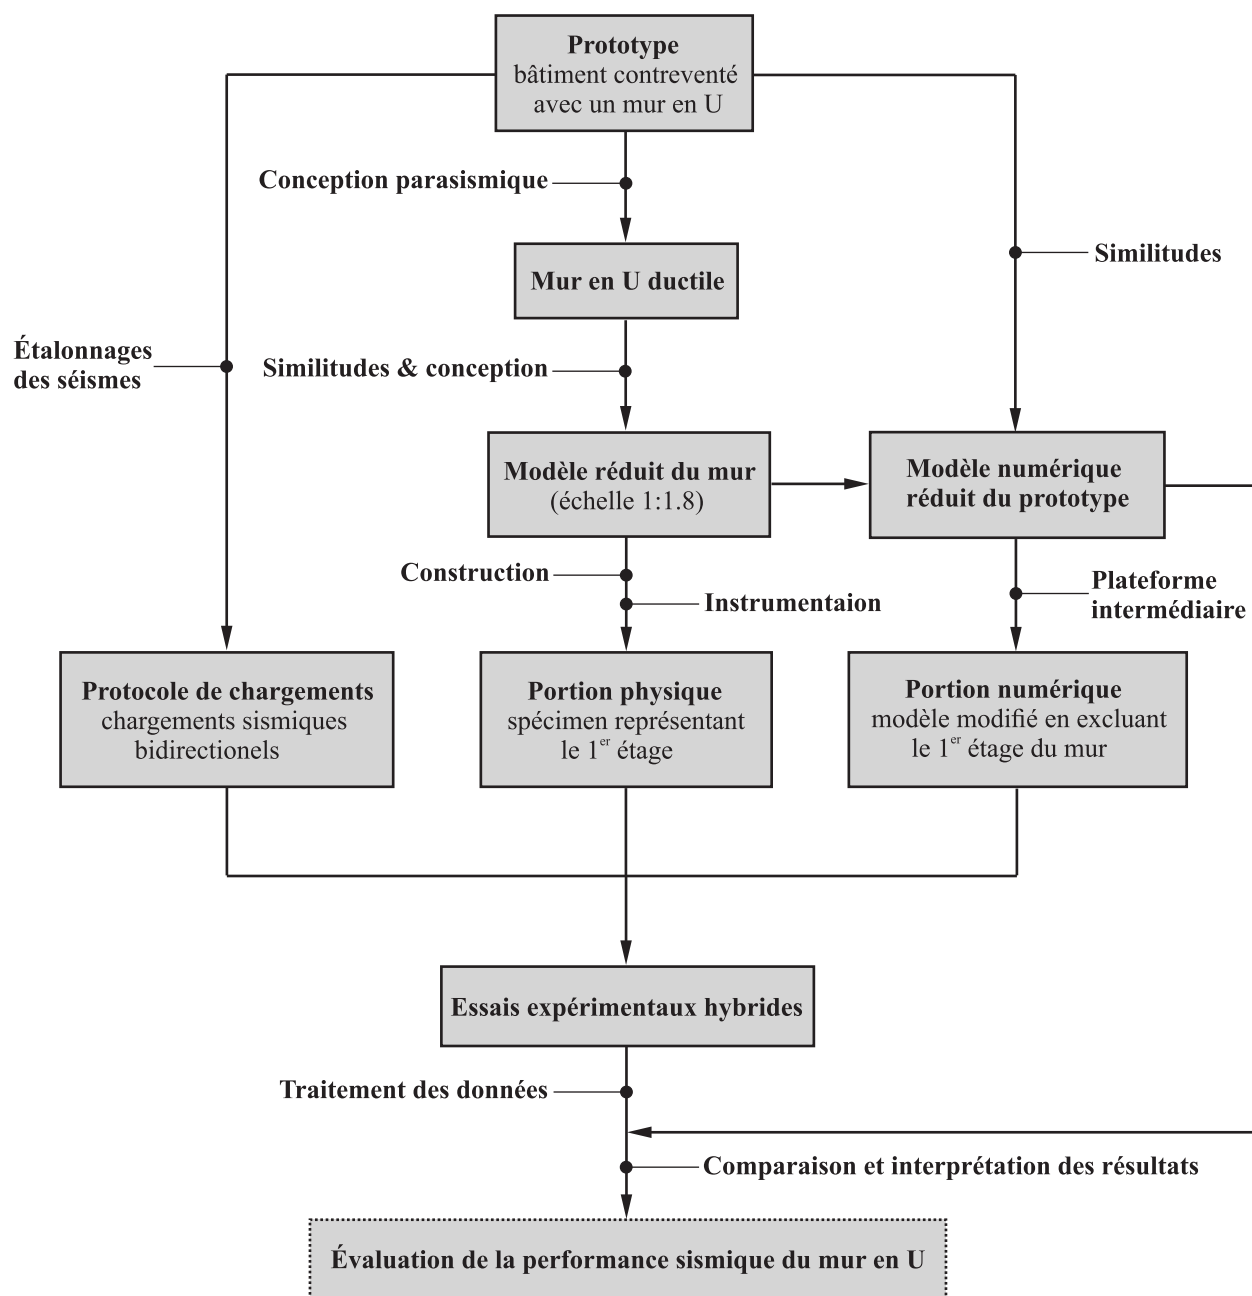 Prototype
bâtiment contreventé
avec un mur en U
Conception parasismique
Similitudes
Mur en U ductile
Étalonnages
des séismes
Similitudes & conception
Modèle réduit du mur
(échelle 1:1.8)
Modèle numérique
réduit du prototype
Construction
Instrumentaion
Plateforme
intermédiaire
Protocole de chargements
chargements sismiques
bidirectionels
Portion physique
spécimen représentant
le 1er étage
Portion numérique
modèle modifié en excluant
le 1er étage du mur
Essais expérimentaux hybrides
Traitement des données
Comparaison et interprétation des résultats
Évaluation de la performance sismique du mur en U